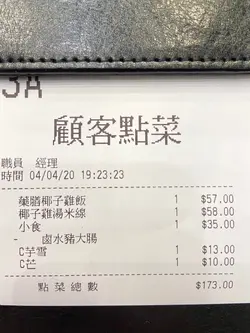 3A
顧客點菜
職員 經理
時間 04/04/20 19:23:23
藥膳椰子雞飯 1 $57.00
椰子雞湯米線 1 $58.00
小食 1 $35.00
- 鹵水豬大腸
C芋雪 1 $13.00
C芒 1 $10.00
點菜總數 $173.00